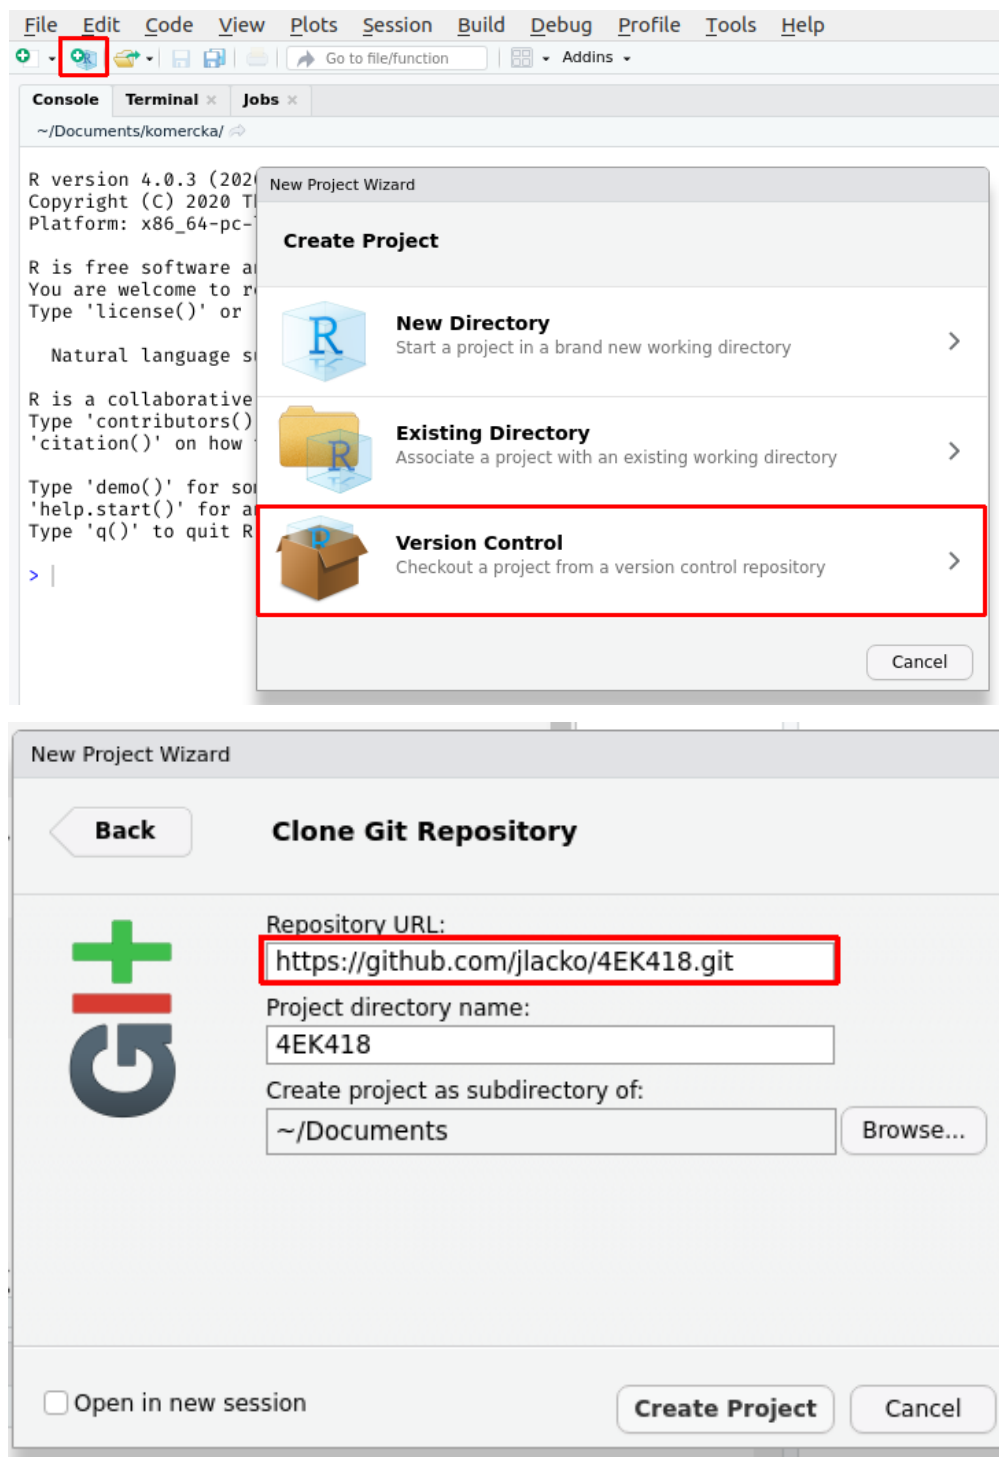 File Edit Code View Plots Session Build Debug Profile Tools Help
Go to file/function Addins
Console Terminal Jobs
~/Documents/komercka/
R version 4.0.3 (202
Copyright (C) 2020 T
Platform: x86_64-pc-
R is free software a
You are welcome to r
Type 'license()' or
Natural language s
R is a collaborative
Type 'contributors()
'citation()' on how
Type 'demo()' for so
'help.start()' for a
Type 'q()' to quit R
>
New Project Wizard
Create Project
New Directory
Start a project in a brand new working directory
Existing Directory
Associate a project with an existing working directory
Version Control
Checkout a project from a version control repository
Cancel
New Project Wizard
Back
Clone Git Repository
git
Repository URL:
https://github.com/jlacko/4EK418.git
Project directory name:
4EK418
Create project as subdirectory of:
~/Documents
Browse...
Open in new session
Create Project
Cancel